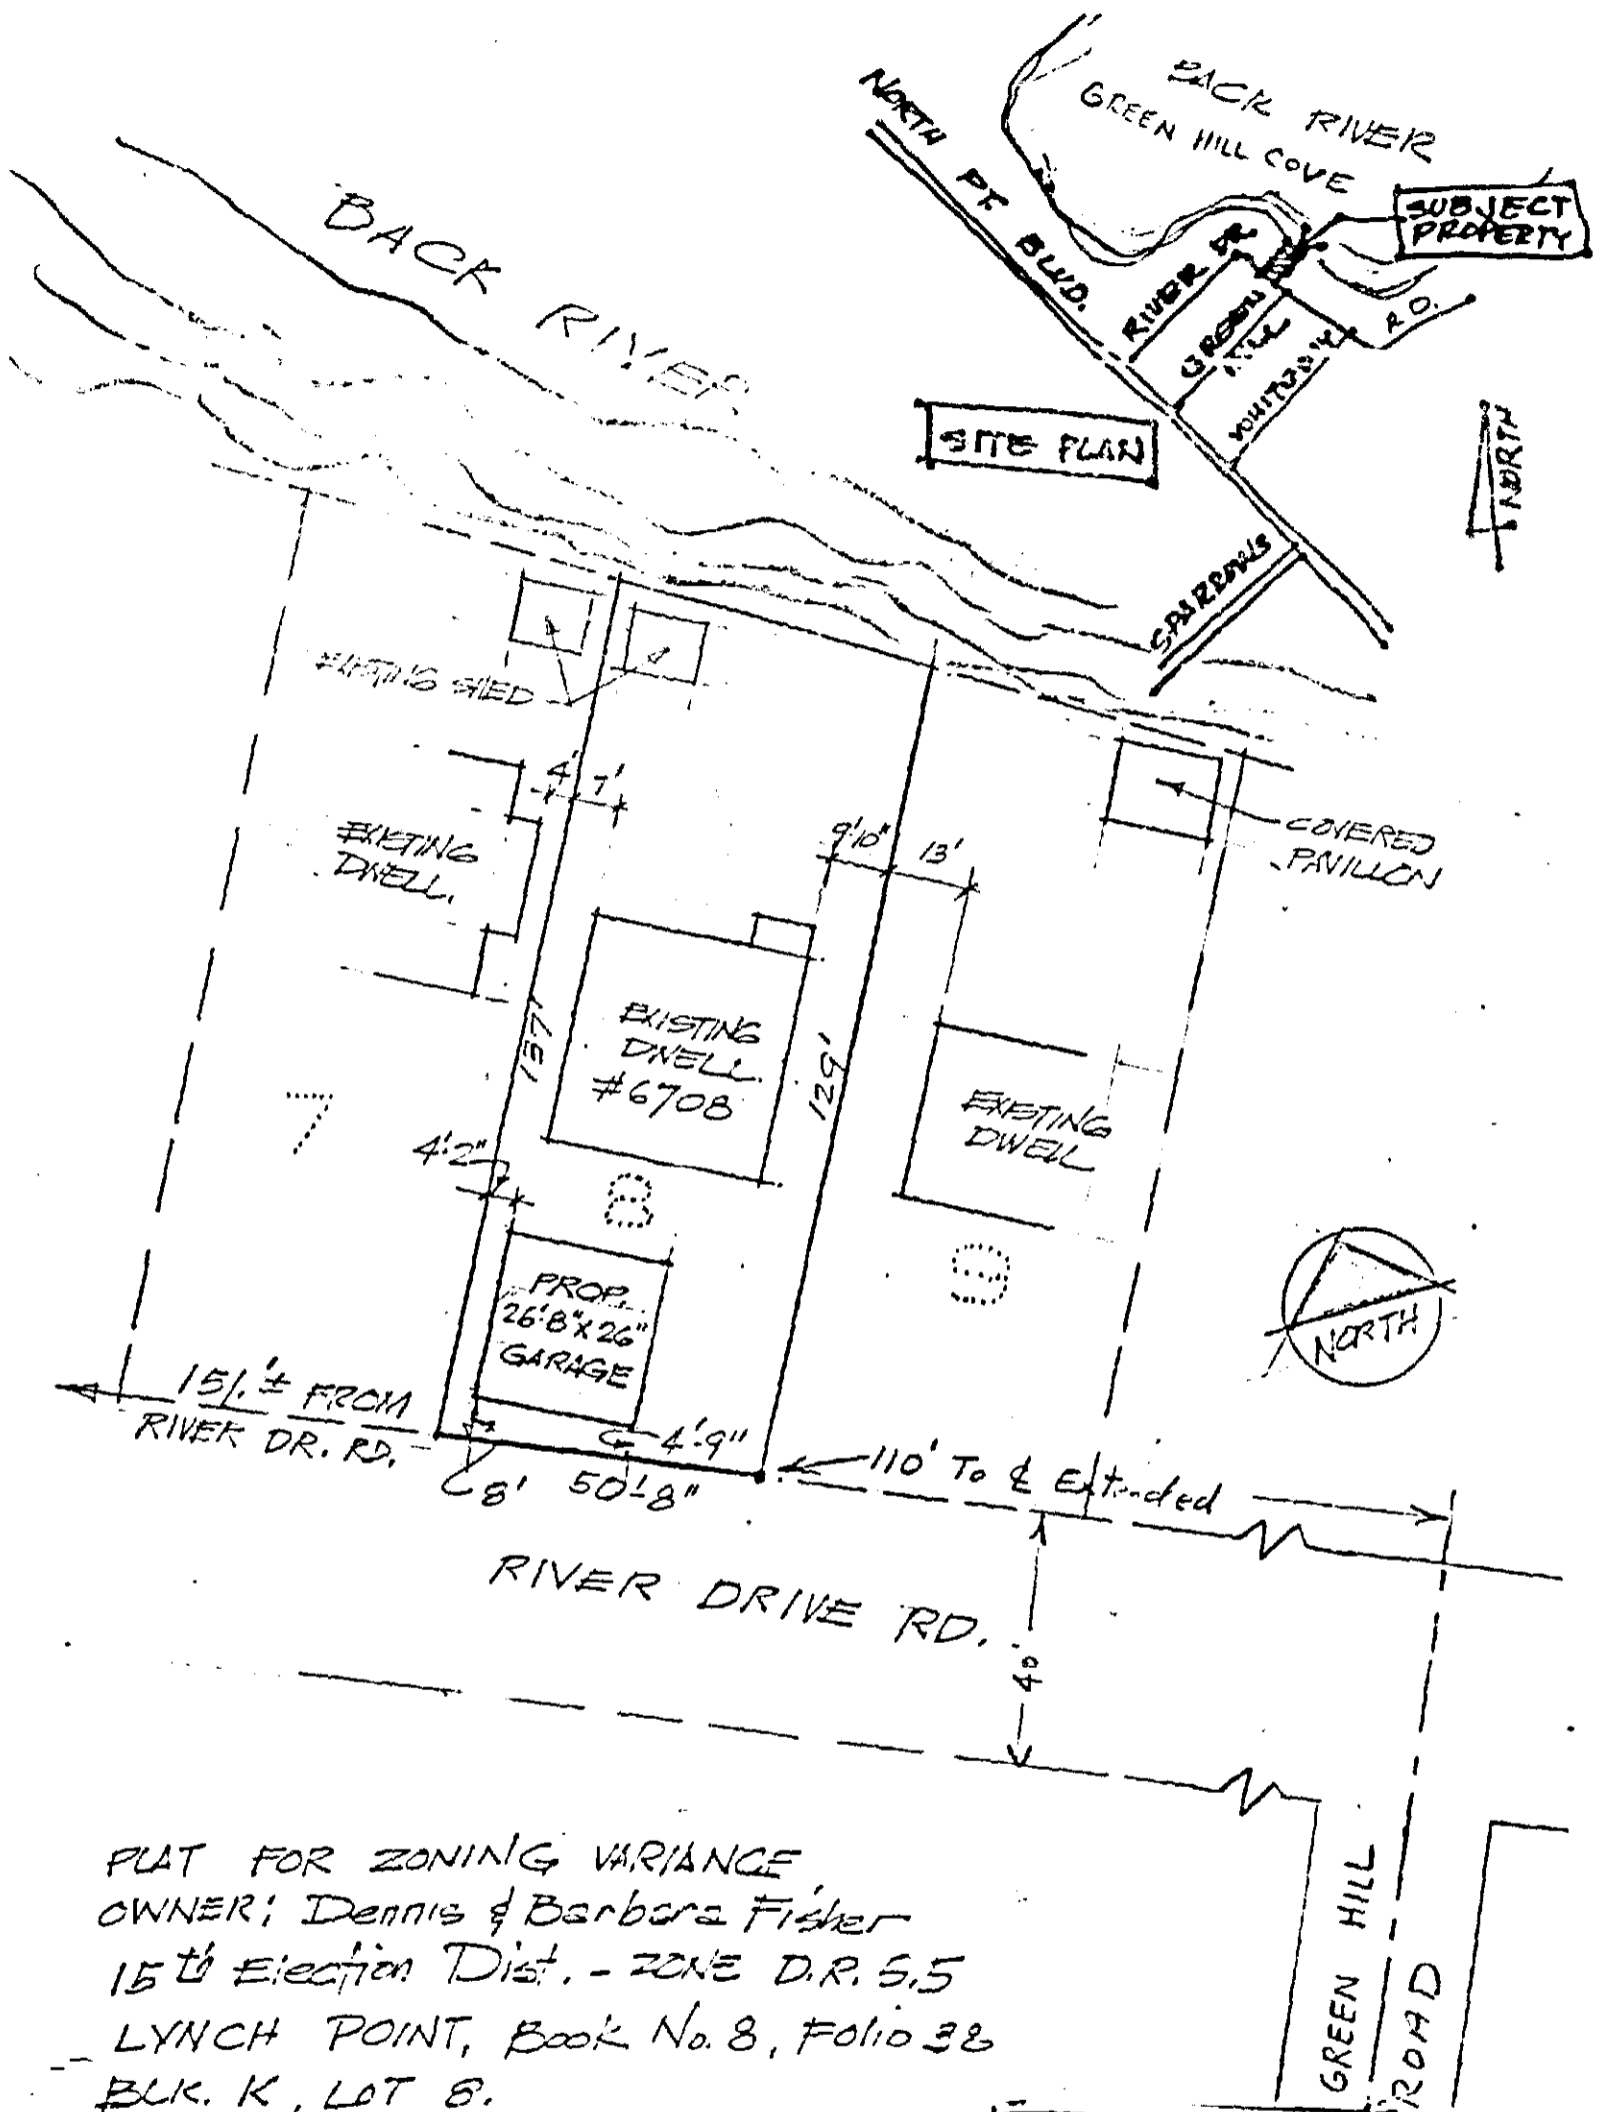 BACK RIVER
GREEN HILL COVE
NORTH PT. BLVD.
SUBJECT
PROPERTY
RIVER DR.
GREEN
HILL
RD.
SITE PLAN
NORTH
SPARROWS
BACK RIVER
EXISTING SHED
4' 7'
EXISTING
DWELL.
9'10" 13'
COVERED
PAVILLON
137'
EXISTING
DWELL.
#6708
129'
EXISTING
DWELL
7
4'2"
8
9
PROP.
26'8"X26"
GARAGE
NORTH
151.'± FROM
RIVER DR. RD.
4'-9"
8'
50'-8"
110' To ℄ Extended
RIVER DRIVE RD.
40'
PLAT FOR ZONING VARIANCE
OWNER: Dennis & Barbara Fisher
15th Election Dist. - ZONE D.R. 5.5
LYNCH POINT, Book No. 8, Folio 38
BLK. K, LOT 8.
GREEN HILL
ROAD